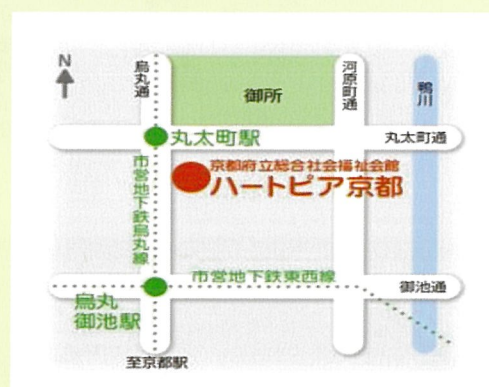 N
烏丸通
御所
河原町通
鴨川
丸太町駅
丸太町通
京都府立総合社会福祉会館
ハートピア京都
市営地下鉄烏丸線
市営地下鉄東西線
御池通
烏丸
御池駅
至京都駅